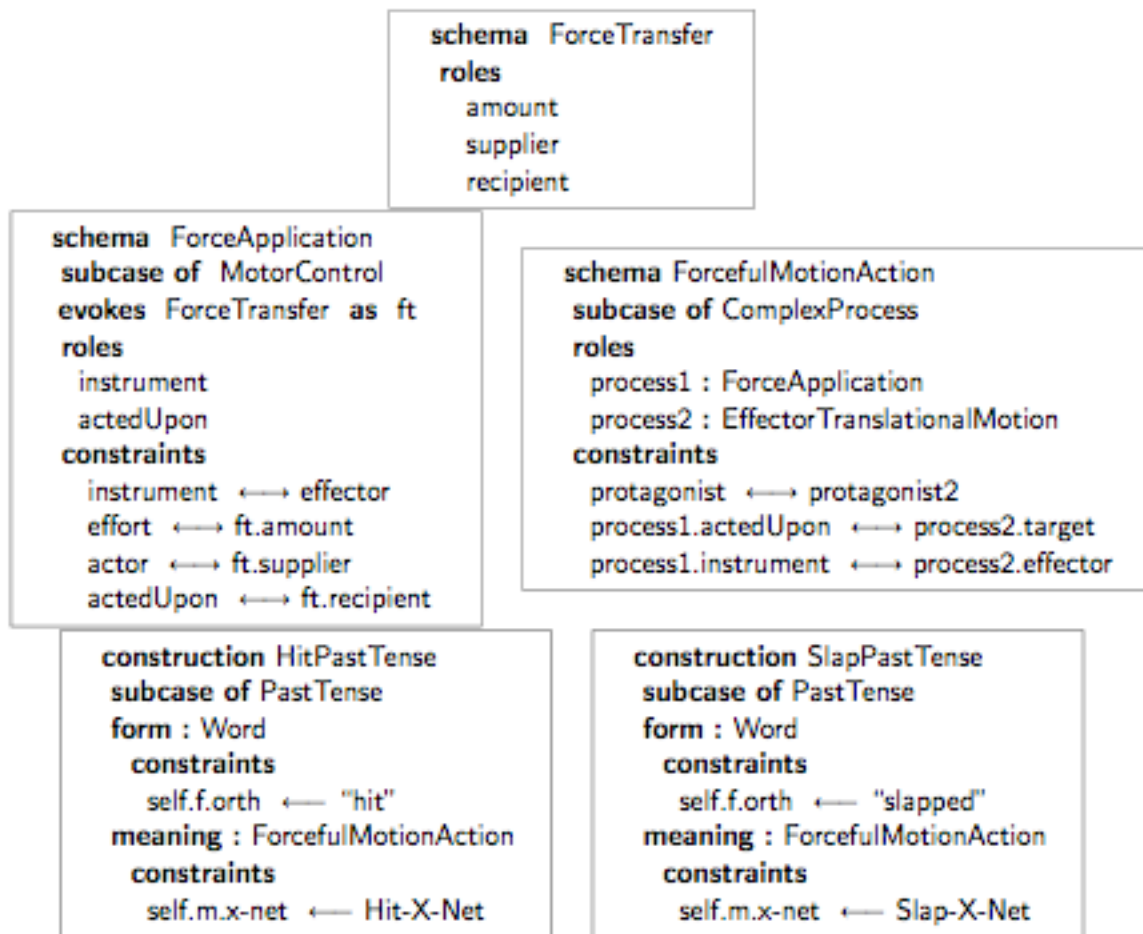 schema ForceTransfer
roles
amount
supplier
recipient
schema ForceApplication
subcase of MotorControl
evokes ForceTransfer as ft
roles
instrument
actedUpon
constraints
instrument ⟷ effector
effort ⟷ ft.amount
actor ⟷ ft.supplier
actedUpon ⟷ ft.recipient
schema ForcefulMotionAction
subcase of ComplexProcess
roles
process1 : ForceApplication
process2 : EffectorTranslationalMotion
constraints
protagonist ⟷ protagonist2
process1.actedUpon ⟷ process2.target
process1.instrument ⟷ process2.effector
construction HitPastTense
subcase of PastTense
form : Word
constraints
self.f.orth ⟵ “hit”
meaning : ForcefulMotionAction
constraints
self.m.x-net ⟵ Hit-X-Net
construction SlapPastTense
subcase of PastTense
form : Word
constraints
self.f.orth ⟵ “slapped”
meaning : ForcefulMotionAction
constraints
self.m.x-net ⟵ Slap-X-Net